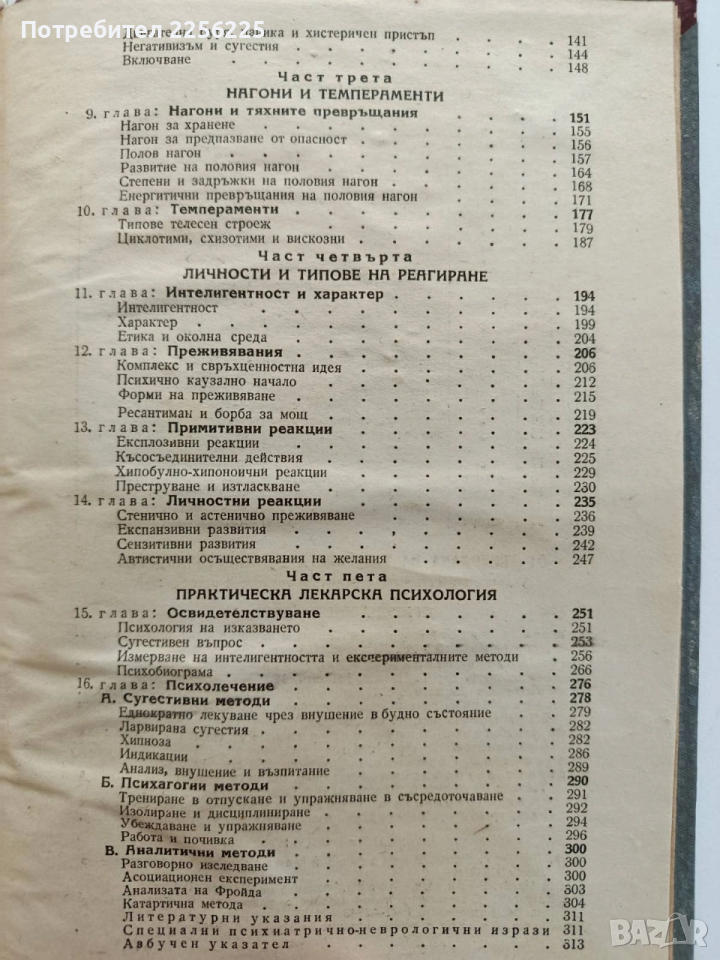 Потребител 2256225
и хистеричен пристъп . . . . 141
Негативизъм и сугестия . . . . 144
Включване . . . . 148
Част трета
НАГОНИ И ТЕМПЕРАМЕНТИ
9. глава: Нагони и тяхните превръщания . . . . 151
Нагон за хранене . . . . 155
Нагон за предпазване от опасност . . . . 156
Полов нагон . . . . 157
Развитие на половия нагон . . . . 164
Степени и задръжки на половия нагон . . . . 168
Енергитични превръщания на половия нагон . . . . 171
10. глава: Темпераменти . . . . 177
Типове телесен строеж . . . . 179
Циклотими, схизотими и вискозни . . . . 187
Част четвърта
ЛИЧНОСТИ И ТИПОВЕ НА РЕАГИРАНЕ
11. глава: Интелигентност и характер . . . . 194
Интелигентност . . . . 194
Характер . . . . 199
Етика и околна среда . . . . 204
12. глава: Преживявания . . . . 206
Комплекс и свръхценностна идея . . . . 206
Психично каузално начало . . . . 212
Форми на преживяване . . . . 215
Ресантиман и борба за мощ . . . . 219
13. глава: Примитивни реакции . . . . 223
Експлозивни реакции . . . . 224
Късосъединителни действия . . . . 225
Хипобулно-хипоноични реакции . . . . 229
Преструване и изтласкване . . . . 230
14. глава: Личностни реакции . . . . 235
Стенично и астенично преживяване . . . . 236
Експанзивни развития . . . . 239
Сензитивни развития . . . . 242
Автистични осъществявания на желания . . . . 247
Част пета
ПРАКТИЧЕСКА ЛЕКАРСКА ПСИХОЛОГИЯ
15. глава: Освидетелствуване . . . . 251
Психология на изказването . . . . 251
Сугестивен въпрос . . . . 253
Измерване на интелигентността и експерименталните методи . 256
Психобиограма . . . . 266
16. глава: Психолечение . . . . 276
А. Сугестивни методи . . . . 278
Еднократно лекуване чрез внушение в будно състояние . . . . 279
Ларвирана сугестия . . . . 282
Хипноза . . . . 282
Индикации . . . . 286
Анализ, внушение и възпитание . . . . 289
Б. Психагогни методи . . . . 290
Трениране в отпускане и упражняване в съсредоточаване . . . . 291
Изолиране и дисциплиниране . . . . 292
Убеждаване и упражняване . . . . 294
Работа и почивка . . . . 296
В. Аналитични методи . . . . 300
Разговорно изследване . . . . 300
Асоциационен експеримент . . . . 300
Анализата на Фройда . . . . 303
Катартична метода . . . . 304
Литературни указания . . . . 311
Специални психиатрично-неврологични изрази . 311
Азбучен указател . . . . 313
BAZAR